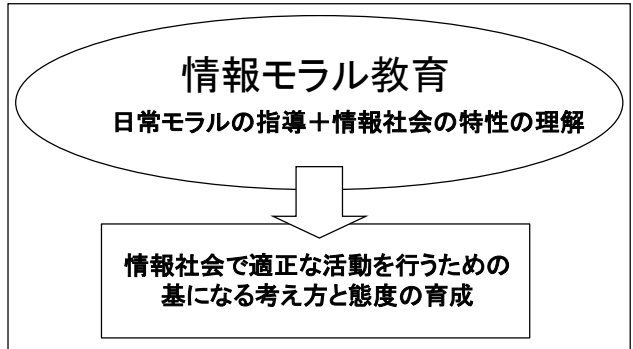 情報モラル教育
日常モラルの指導＋情報社会の特性の理解
情報社会で適正な活動を行うための
基になる考え方と態度の育成